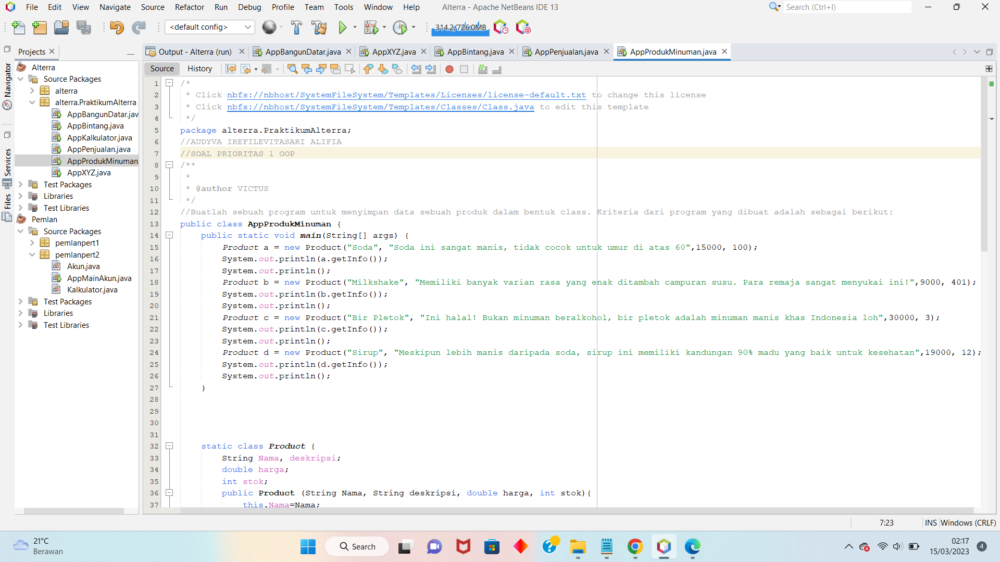 File Edit View Navigate Source Refactor Run Debug Profile Team Tools Window Help Alterra - Apache NetBeans IDE 13 Search (Ctrl+I)
<default config> 314.2/726.0MB
Projects Output - Alterra (run) AppBangunDatar.java AppXYZ.java AppBintang.java AppPenjualan.java AppProdukMinuman.java
Source History
Navigator
Services
Files
Alterra
Source Packages
alterra
alterra.PraktikumAlterra
AppBangunDatar.jav
AppBintang.java
AppKalkulator.java
AppPenjualan.java
AppProdukMinuman
AppXYZ.java
Test Packages
Libraries
Test Libraries
Pemlan
Source Packages
pemlanpert1
pemlanpert2
Akun.java
AppMainAkun.java
Kalkulator.java
Test Packages
Libraries
Test Libraries
1 /*
2 * Click nbfs://nbhost/SystemFileSystem/Templates/Licenses/license-default.txt to change this license
3 * Click nbfs://nbhost/SystemFileSystem/Templates/Classes/Class.java to edit this template
4 */
5 package alterra.PraktikumAlterra;
6 //AUDYVA IREFILEVITASARI ALIFIA
7 //SOAL PRIORITAS 1 OOP
8 /**
9 *
10 * @author VICTUS
11 */
12 //Buatlah sebuah program untuk menyimpan data sebuah produk dalam bentuk class. Kriteria dari program yang dibuat adalah sebagai berikut:
13 public class AppProdukMinuman {
14 public static void main(String[] args) {
15 Product a = new Product("Soda", "Soda ini sangat manis, tidak cocok untuk umur di atas 60",15000, 100);
16 System.out.println(a.getInfo());
17 System.out.println();
18 Product b = new Product("Milkshake", "Memiliki banyak varian rasa yang enak ditambah campuran susu. Para remaja sangat menyukai ini!",9000, 401);
19 System.out.println(b.getInfo());
20 System.out.println();
21 Product c = new Product("Bir Pletok", "Ini halal! Bukan minuman beralkohol, bir pletok adalah minuman manis khas Indonesia loh",30000, 3);
22 System.out.println(c.getInfo());
23 System.out.println();
24 Product d = new Product("Sirup", "Meskipun lebih manis daripada soda, sirup ini memiliki kandungan 90% madu yang baik untuk kesehatan",19000, 12);
25 System.out.println(d.getInfo());
26 System.out.println();
27 }
28
29
30
31
32 static class Product {
33 String Nama, deskripsi;
34 double harga;
35 int stok;
36 public Product (String Nama, String deskripsi, double harga, int stok){
37 this.Nama=Nama;
7:23 INS Windows (CRLF)
21°C
Berawan
Search
02:17
15/03/2023
4